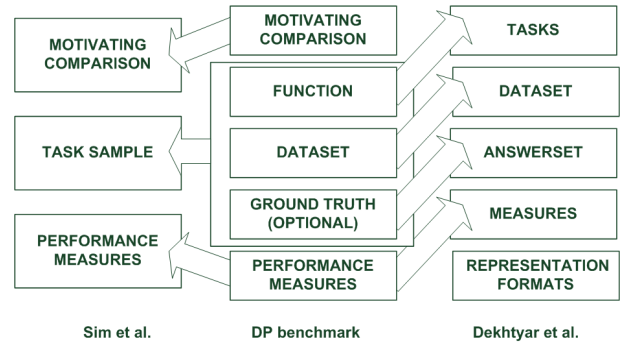 MOTIVATING
COMPARISON
TASK SAMPLE
PERFORMANCE
MEASURES
Sim et al.
MOTIVATING
COMPARISON
FUNCTION
DATASET
GROUND TRUTH
(OPTIONAL)
PERFORMANCE
MEASURES
DP benchmark
TASKS
DATASET
ANSWERSET
MEASURES
REPRESENTATION
FORMATS
Dekhtyar et al.